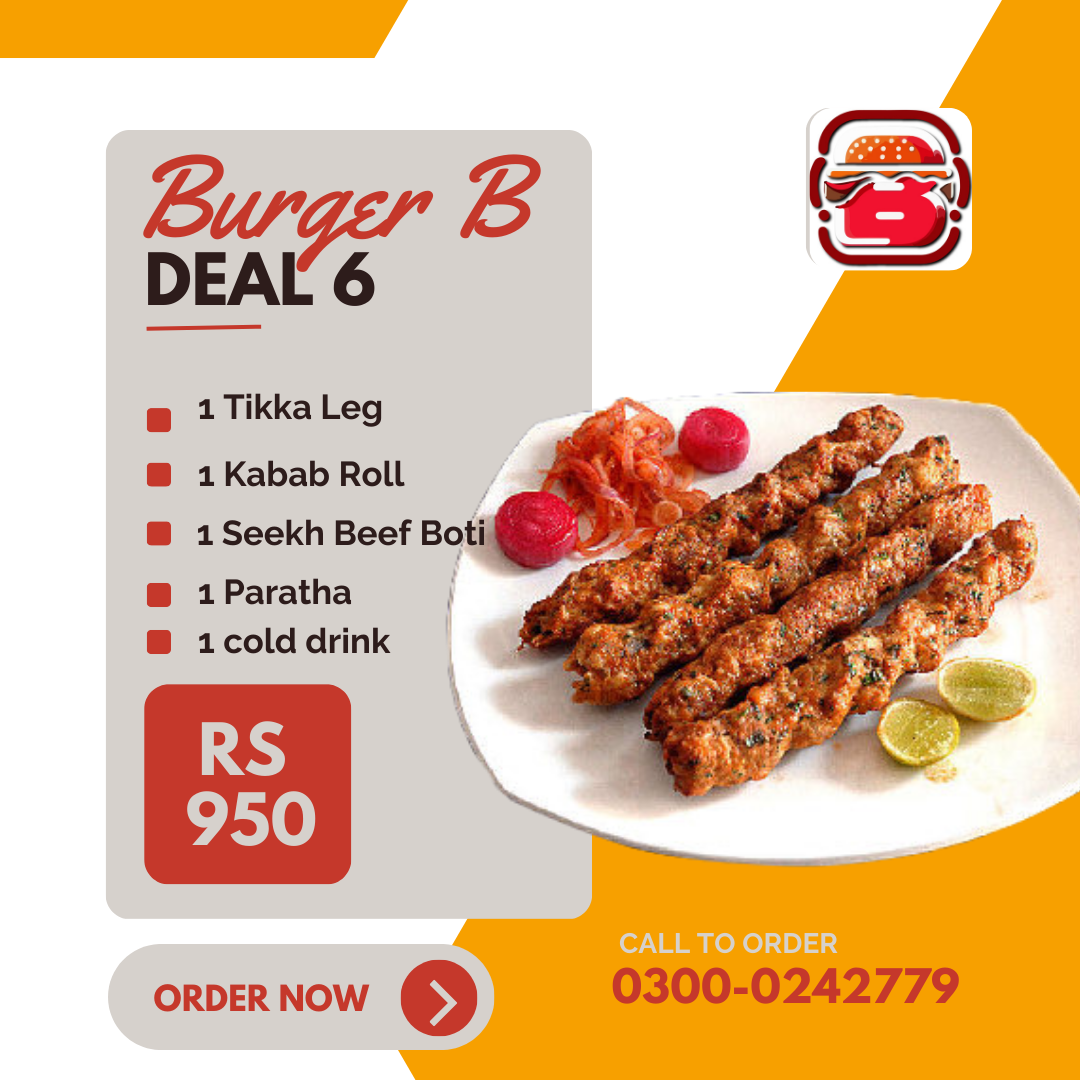 Burger B
DEAL 6
1 Tikka Leg
1 Kabab Roll
1 Seekh Beef Boti
1 Paratha
1 cold drink
RS
950
ORDER NOW
CALL TO ORDER
0300-0242779